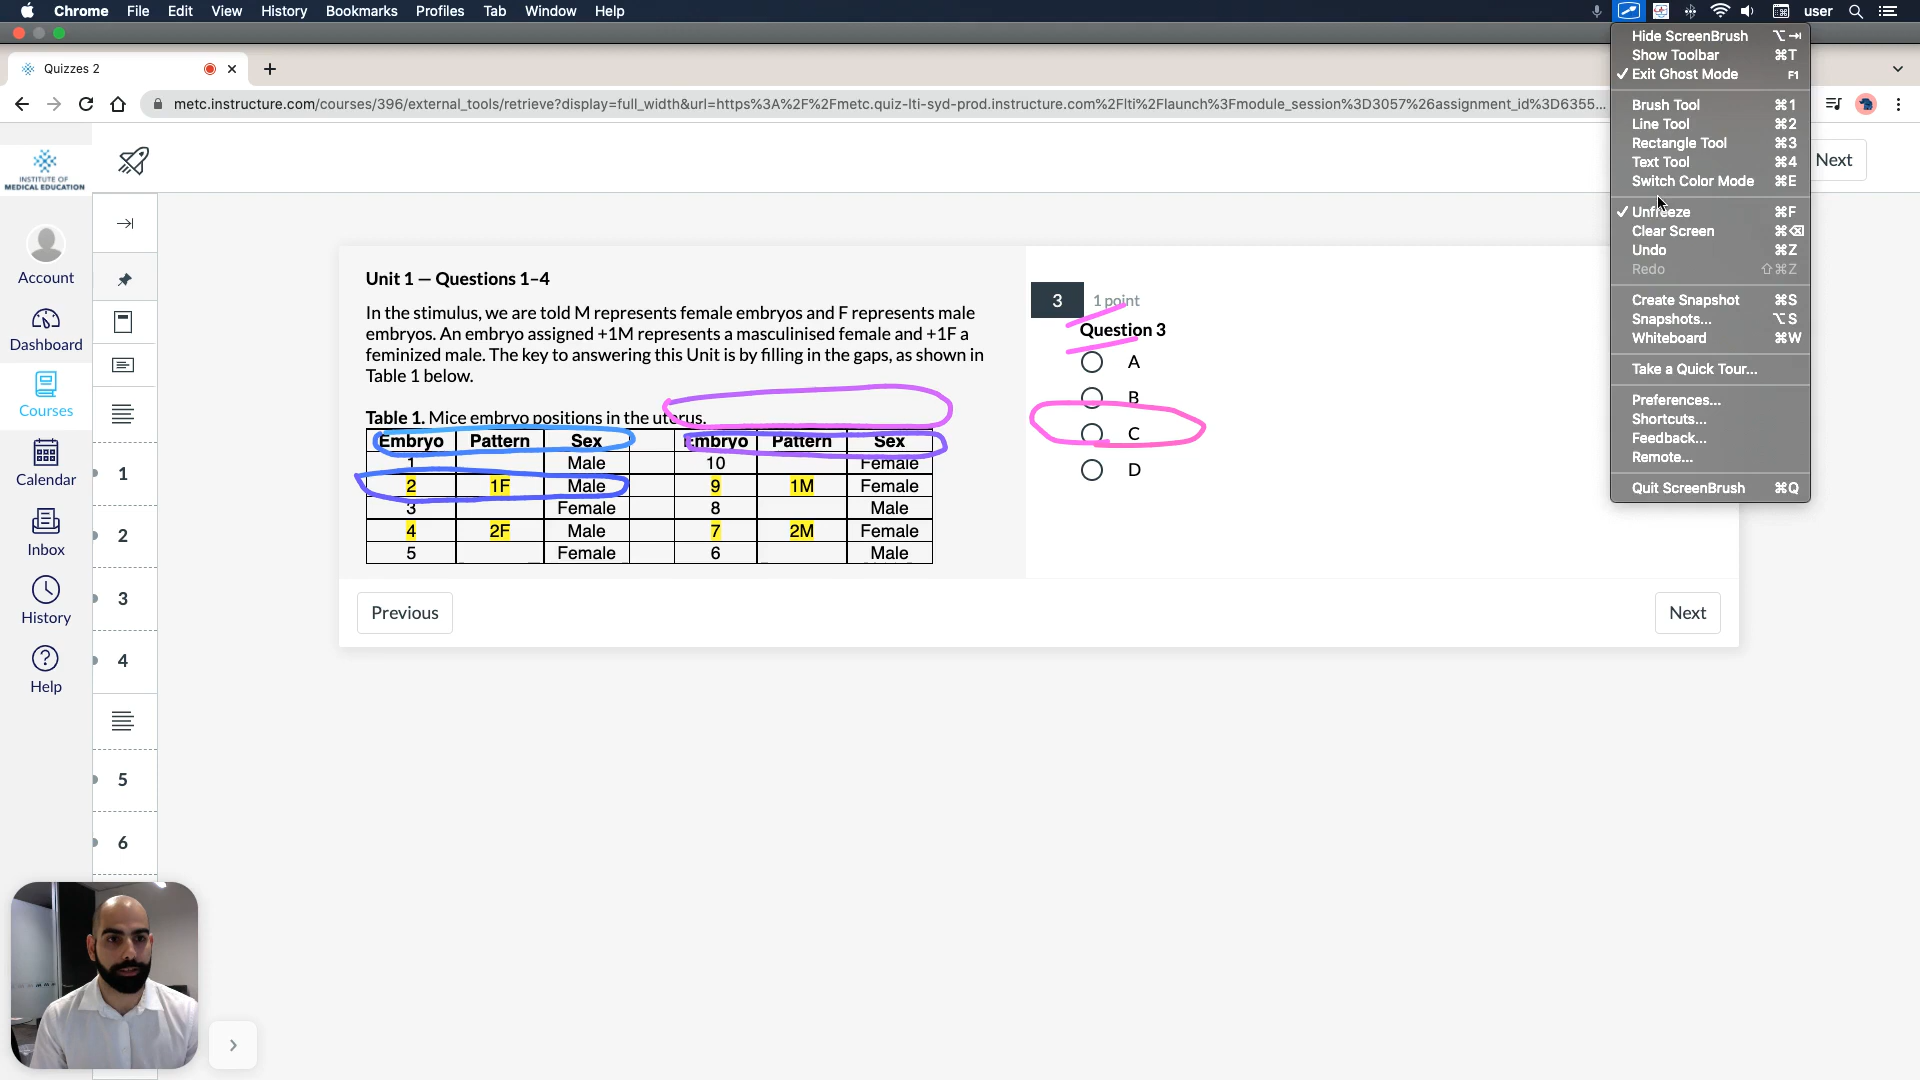 Chrome File Edit View History Bookmarks Profiles Tab Window Help user
Quizzes 2
metc.instructure.com/courses/396/external_tools/retrieve?display=full_width&url=https%3A%2F%2Fmetc.quiz-lti-syd-prod.instructure.com%2Flti%2Flaunch%3Fmodule_session%3D3057%26assignment_id%3D6355...
Hide ScreenBrush ⌥⇥
Show Toolbar ⌘T
✓ Exit Ghost Mode F1
Brush Tool ⌘1
Line Tool ⌘2
Rectangle Tool ⌘3
Text Tool ⌘4
Switch Color Mode ⌘E
✓ Unfreeze ⌘F
Clear Screen ⌘⌫
Undo ⌘Z
Redo ⇧⌘Z
Create Snapshot ⌘S
Snapshots... ⌥S
Whiteboard ⌘W
Take a Quick Tour...
Preferences...
Shortcuts...
Feedback...
Remote...
Quit ScreenBrush ⌘Q
Next
INSTITUTE OF
MEDICAL EDUCATION
Account
Dashboard
Courses
Calendar
Inbox
History
Help
1
2
3
4
5
6
Unit 1 — Questions 1–4
In the stimulus, we are told M represents female embryos and F represents male
embryos. An embryo assigned +1M represents a masculinised female and +1F a
feminized male. The key to answering this Unit is by filling in the gaps, as shown in
Table 1 below.
Table 1. Mice embryo positions in the uterus.
Embryo Pattern Sex Embryo Pattern Sex
1 Male 10 Female
2 1F Male 9 1M Female
3 Female 8 Male
4 2F Male 7 2M Female
5 Female 6 Male
3 1 point
Question 3
A
B
C
D
Previous
Next